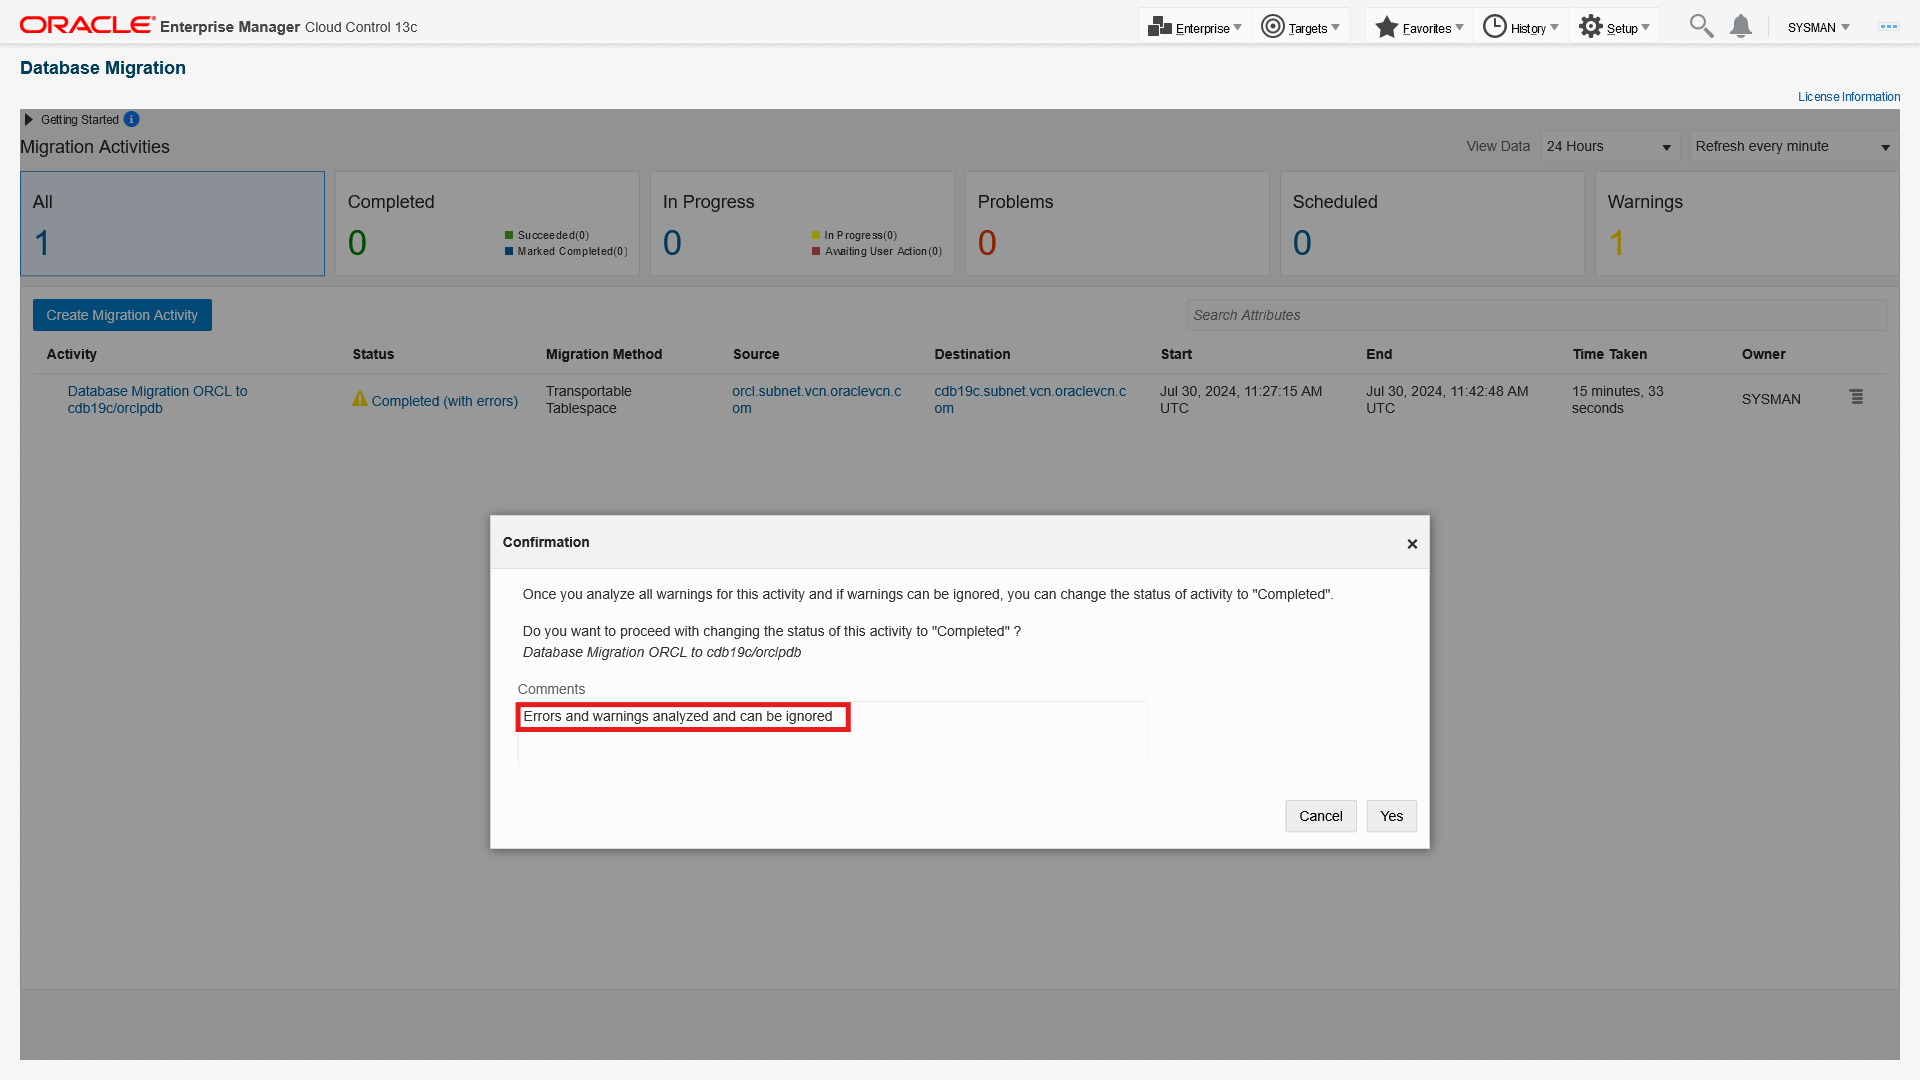 ORACLE Enterprise Manager Cloud Control 13c
Enterprise Targets Favorites History Setup SYSMAN
Database Migration
License Information
Getting Started
Migration Activities
View Data 24 Hours Refresh every minute
All
1
Completed
0
Succeeded(0)
Marked Completed(0)
In Progress
0
In Progress(0)
Awaiting User Action(0)
Problems
0
Scheduled
0
Warnings
1
Create Migration Activity
Search Attributes
Activity Status Migration Method Source Destination Start End Time Taken Owner
Database Migration ORCL to
cdb19c/orclpdb
Completed (with errors)
Transportable
Tablespace
orcl.subnet.vcn.oraclevcn.c
om
cdb19c.subnet.vcn.oraclevcn.c
om
Jul 30, 2024, 11:27:15 AM
UTC
Jul 30, 2024, 11:42:48 AM
UTC
15 minutes, 33
seconds
SYSMAN
Confirmation
Once you analyze all warnings for this activity and if warnings can be ignored, you can change the status of activity to "Completed".
Do you want to proceed with changing the status of this activity to "Completed" ?
Database Migration ORCL to cdb19c/orclpdb
Comments
Errors and warnings analyzed and can be ignored
Cancel Yes